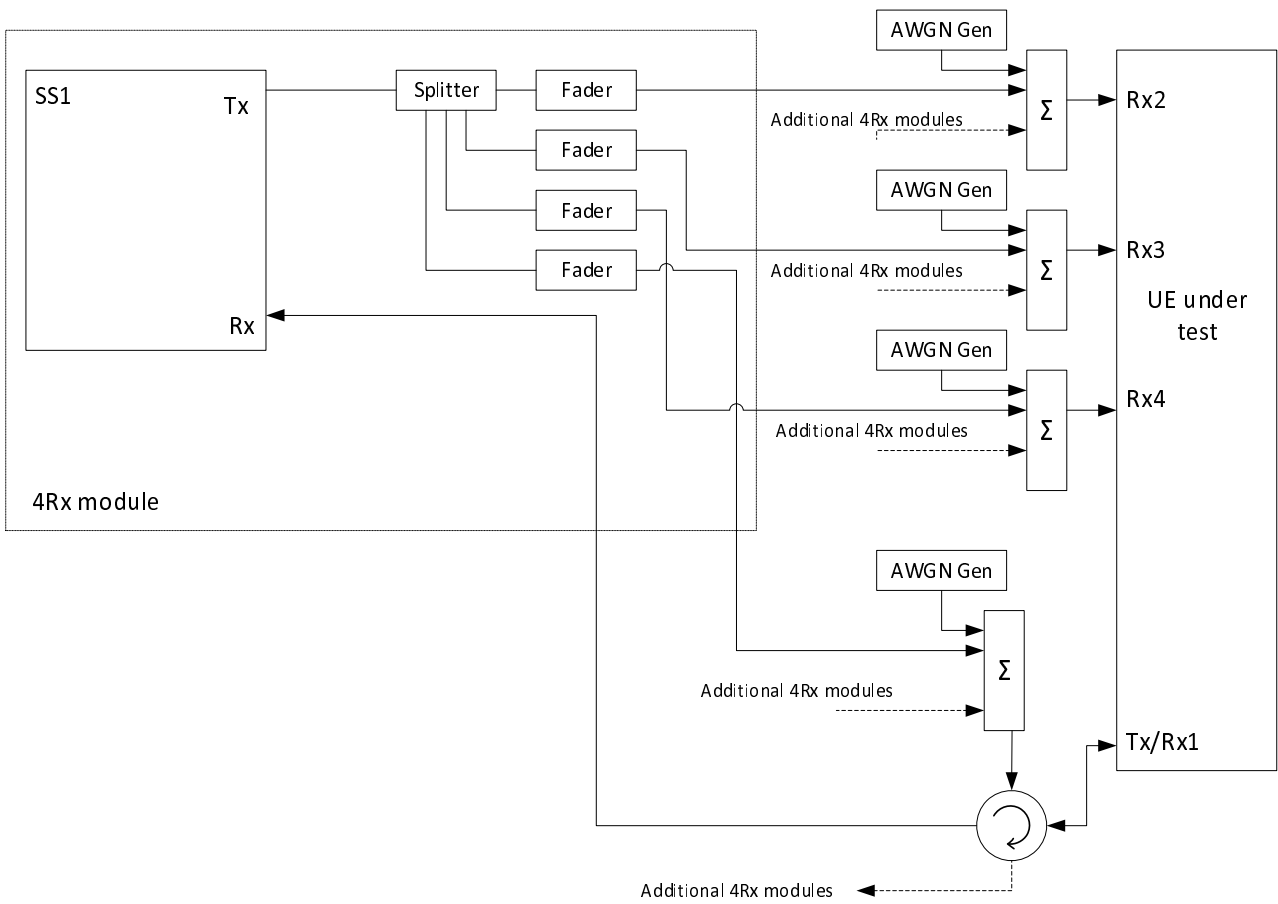 AWGN Gen
SS1
Tx
Splitter
Fader
Σ
Rx2
Additional 4Rx modules
Fader
AWGN Gen
Fader
Rx3
Fader
Additional 4Rx modules
Σ
UE under
test
Rx
AWGN Gen
Rx4
Additional 4Rx modules
Σ
4Rx module
AWGN Gen
Σ
Additional 4Rx modules
Tx/Rx1
Additional 4Rx modules